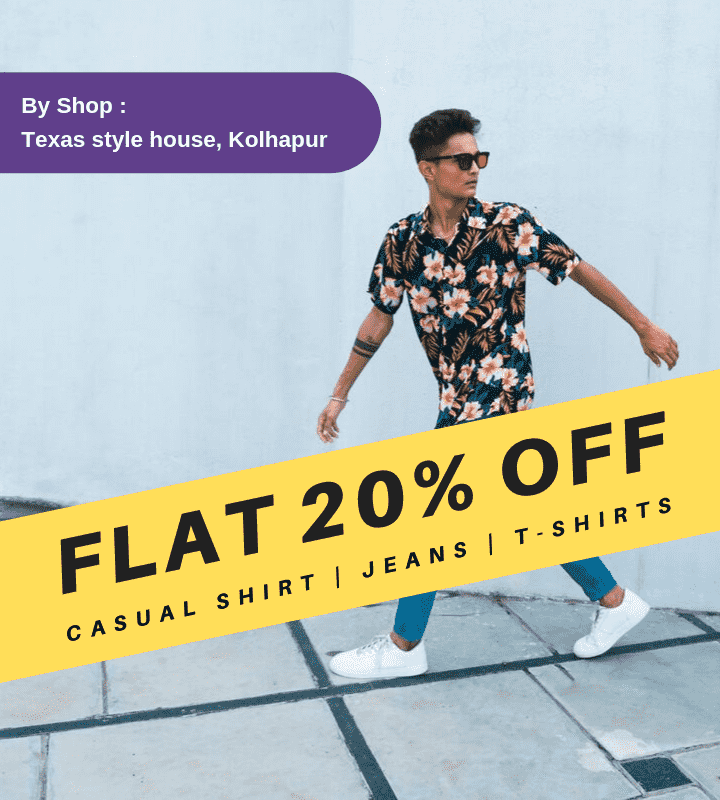 By Shop :
Texas style house, Kolhapur
FLAT 20% OFF
CASUAL SHIRT | JEANS | T-SHIRTS